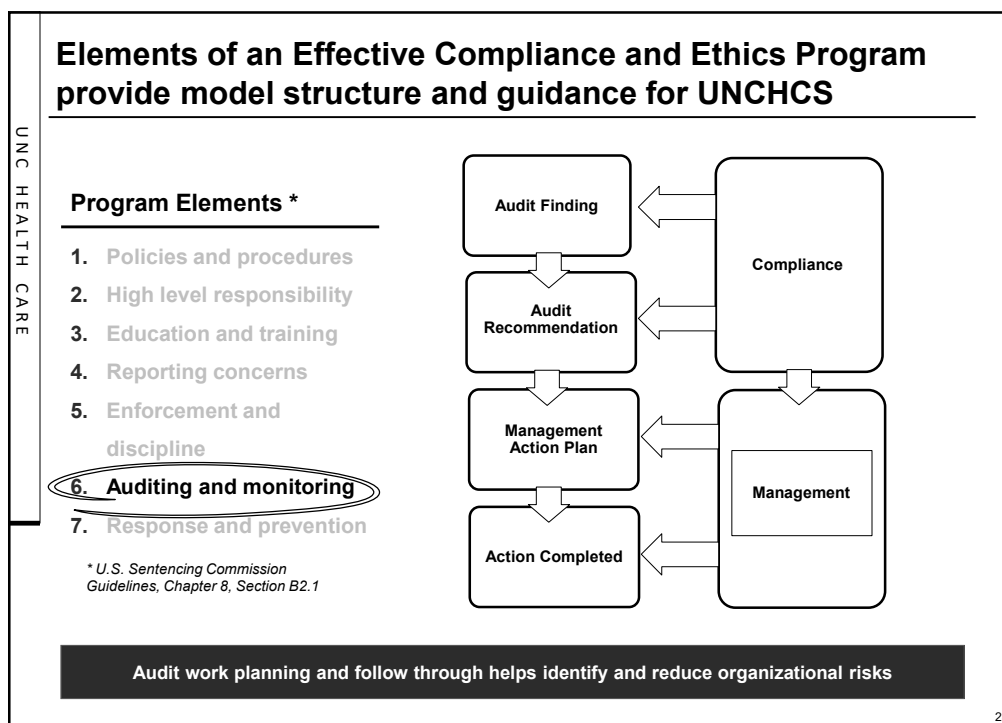 Elements of an Effective Compliance and Ethics Program
provide model structure and guidance for UNCHCS
UNC HEALTH CARE
Program Elements *
1. Policies and procedures
2. High level responsibility
3. Education and training
4. Reporting concerns
5. Enforcement and
discipline
6. Auditing and monitoring
7. Response and prevention
* U.S. Sentencing Commission
Guidelines, Chapter 8, Section B2.1
Audit Finding
Audit
Recommendation
Management
Action Plan
Action Completed
Compliance
Management
Audit work planning and follow through helps identify and reduce organizational risks
2